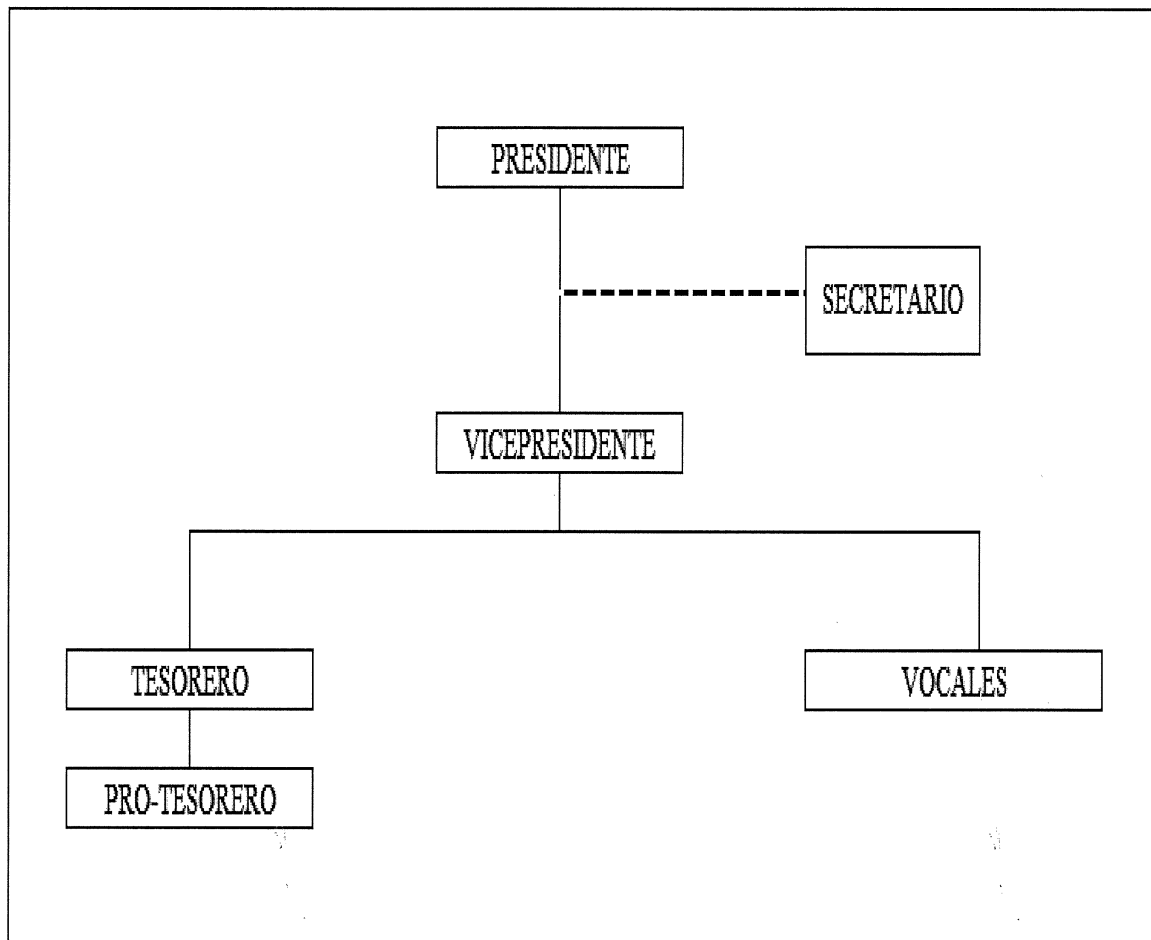 PRESIDENTE
SECRETARIO
VICEPRESIDENTE
TESORERO
VOCALES
PRO-TESORERO